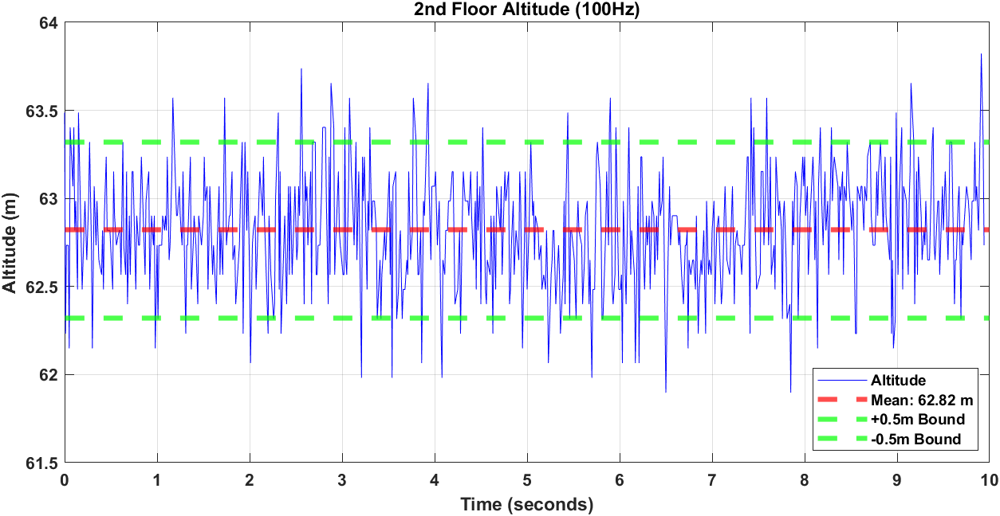 2nd Floor Altitude (100Hz)
Altitude (m)
64
63.5
63
62.5
62
61.5
0 1 2 3 4 5 6 7 8 9 10
Time (seconds)
Altitude
Mean: 62.82 m
+0.5m Bound
-0.5m Bound